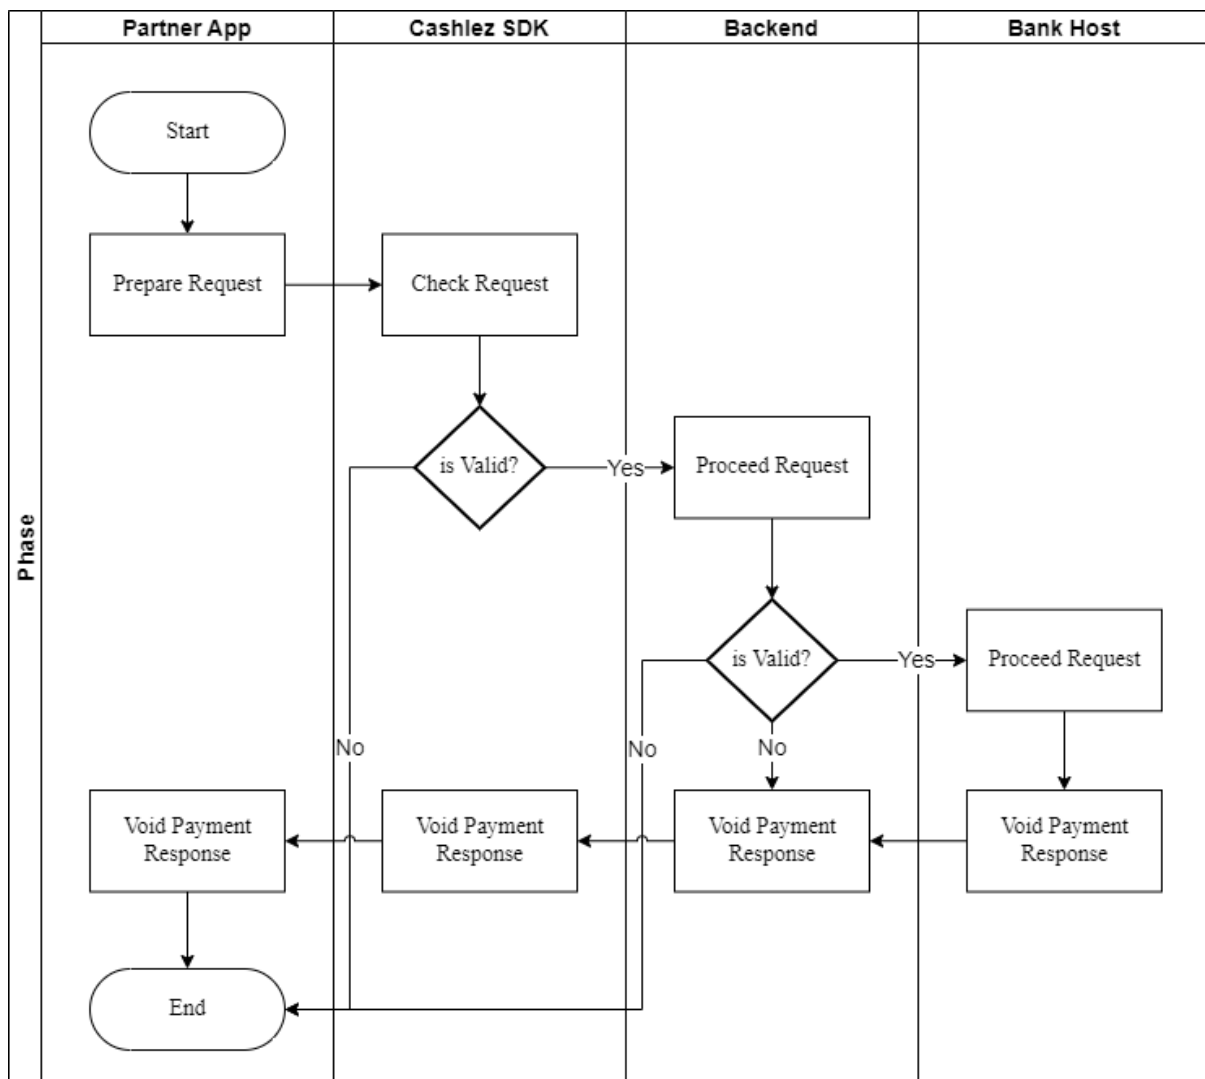 Partner App
Cashlez SDK
Backend
Bank Host
Phase
Start
Prepare Request
Check Request
is Valid?
Yes
Proceed Request
is Valid?
Yes
Proceed Request
No
No
No
Void Payment
Response
Void Payment
Response
Void Payment
Response
Void Payment
Response
End